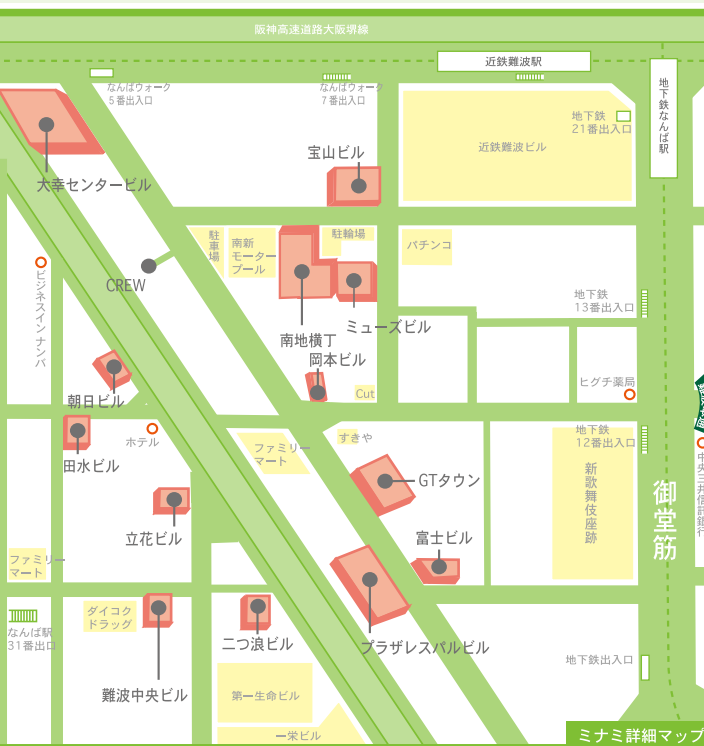 阪神高速道路大阪堺線
近鉄難波駅
地下鉄なんば駅
なんばウォーク
5番出入口
なんばウォーク
7番出入口
地下鉄
21番出入口
近鉄難波ビル
宝山ビル
大幸センタービル
駐車場
南新
モーター
プール
駐輪場
パチンコ
CREW
ビジネスイン ナンバ
地下鉄
13番出入口
ミューズビル
南地横丁
岡本ビル
Cut
ヒグチ薬局
朝日ビル
ホテル
田水ビル
ファミリー
マート
すきや
地下鉄
12番出入口
新歌舞伎座跡
中央三井信託銀行
GTタウン
御堂筋
立花ビル
富士ビル
ファミリー
マート
ダイコク
ドラッグ
なんば駅
31番出口
二つ浪ビル
プラザレスパルビル
地下鉄出入口
難波中央ビル
第一生命ビル
一栄ビル
ミナミ詳細マップ